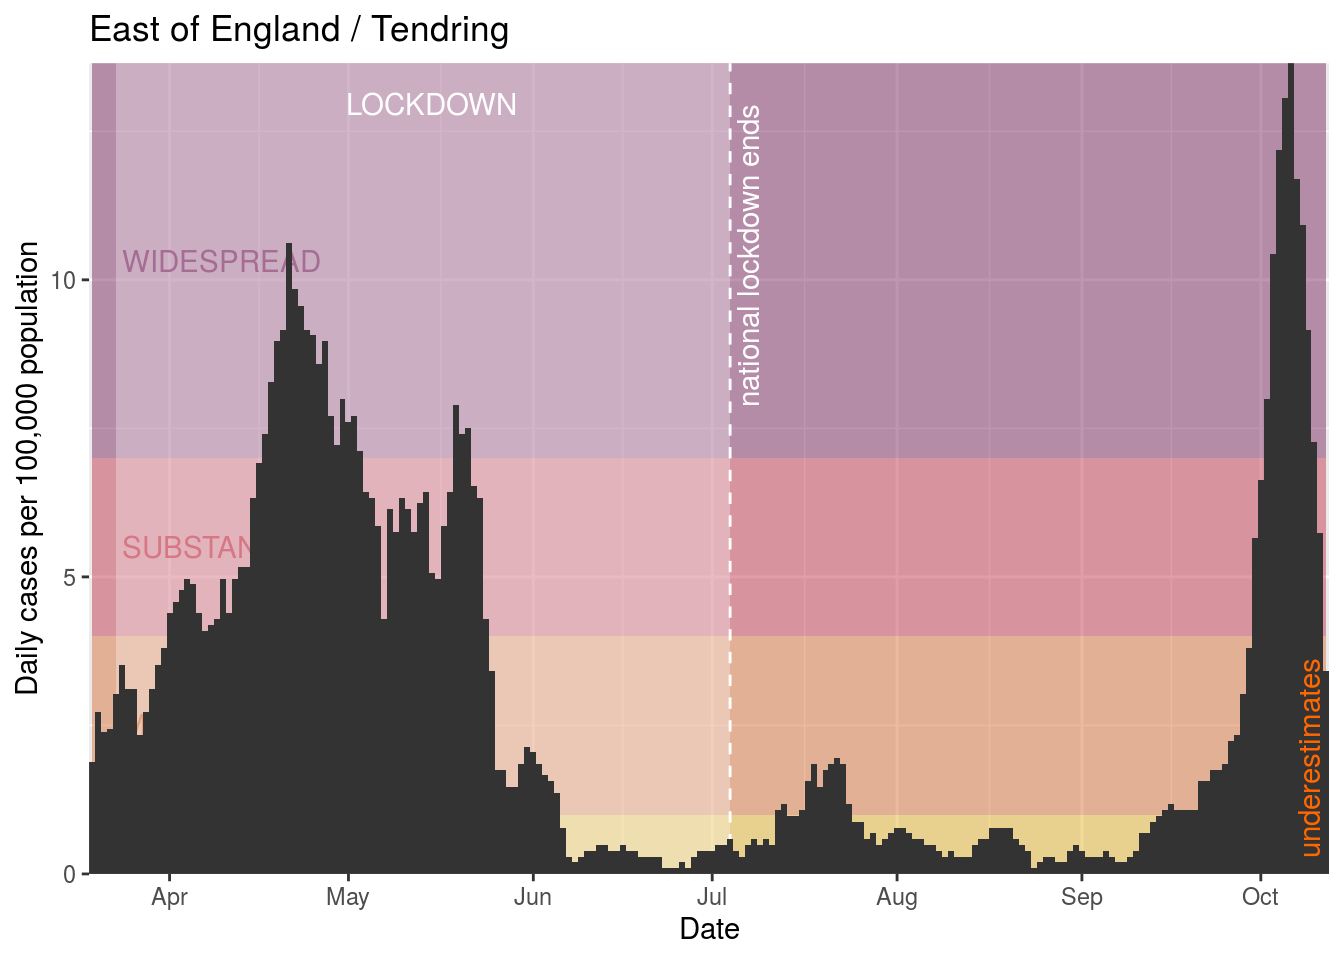 East of England / Tendring
LOCKDOWN
national lockdown ends
WIDESPREAD
SUBSTAN
underestimates
Daily cases per 100,000 population
10
5
0
Apr
May
Jun
Jul
Aug
Sep
Oct
Date